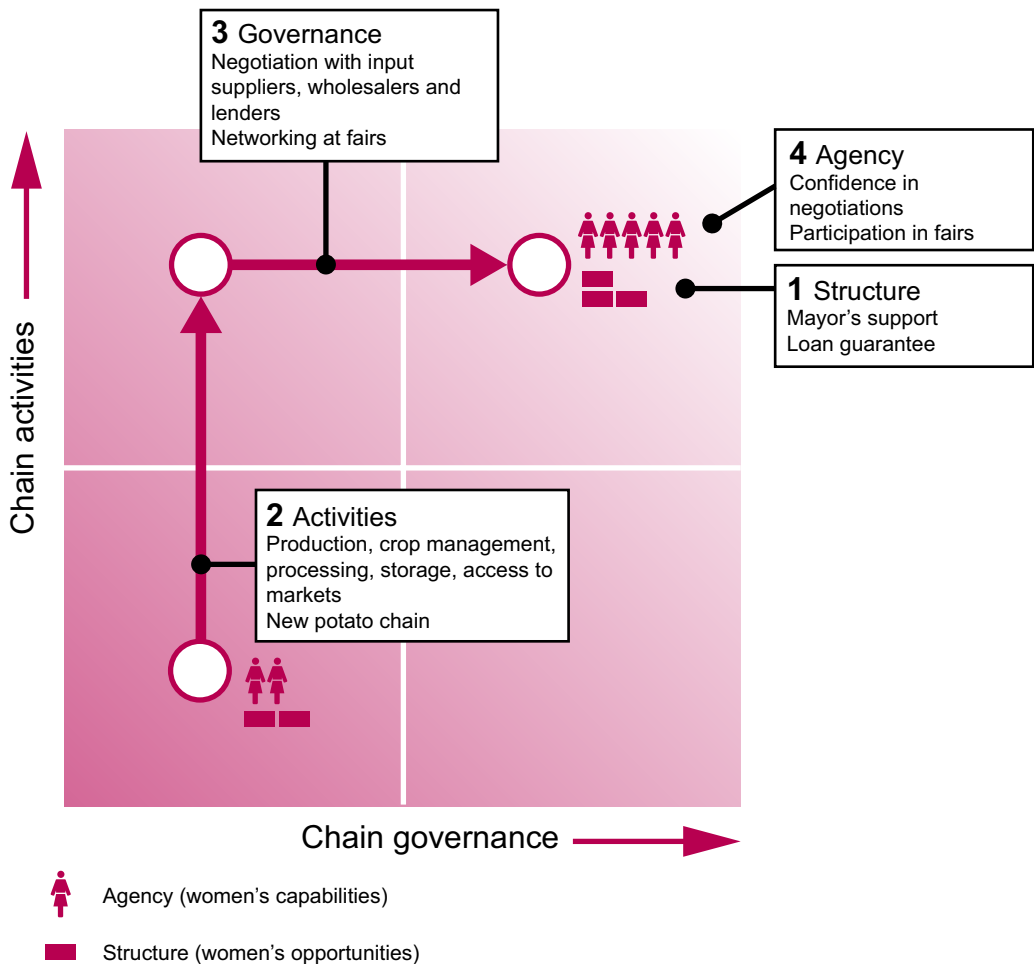 3 Governance
Negotiation with input
suppliers, wholesalers and
lenders
Networking at fairs
4 Agency
Confidence in
negotiations
Participation in fairs
1 Structure
Mayor’s support
Loan guarantee
Chain activities
2 Activities
Production, crop management,
processing, storage, access to
markets
New potato chain
Chain governance
Agency (women’s capabilities)
Structure (women’s opportunities)